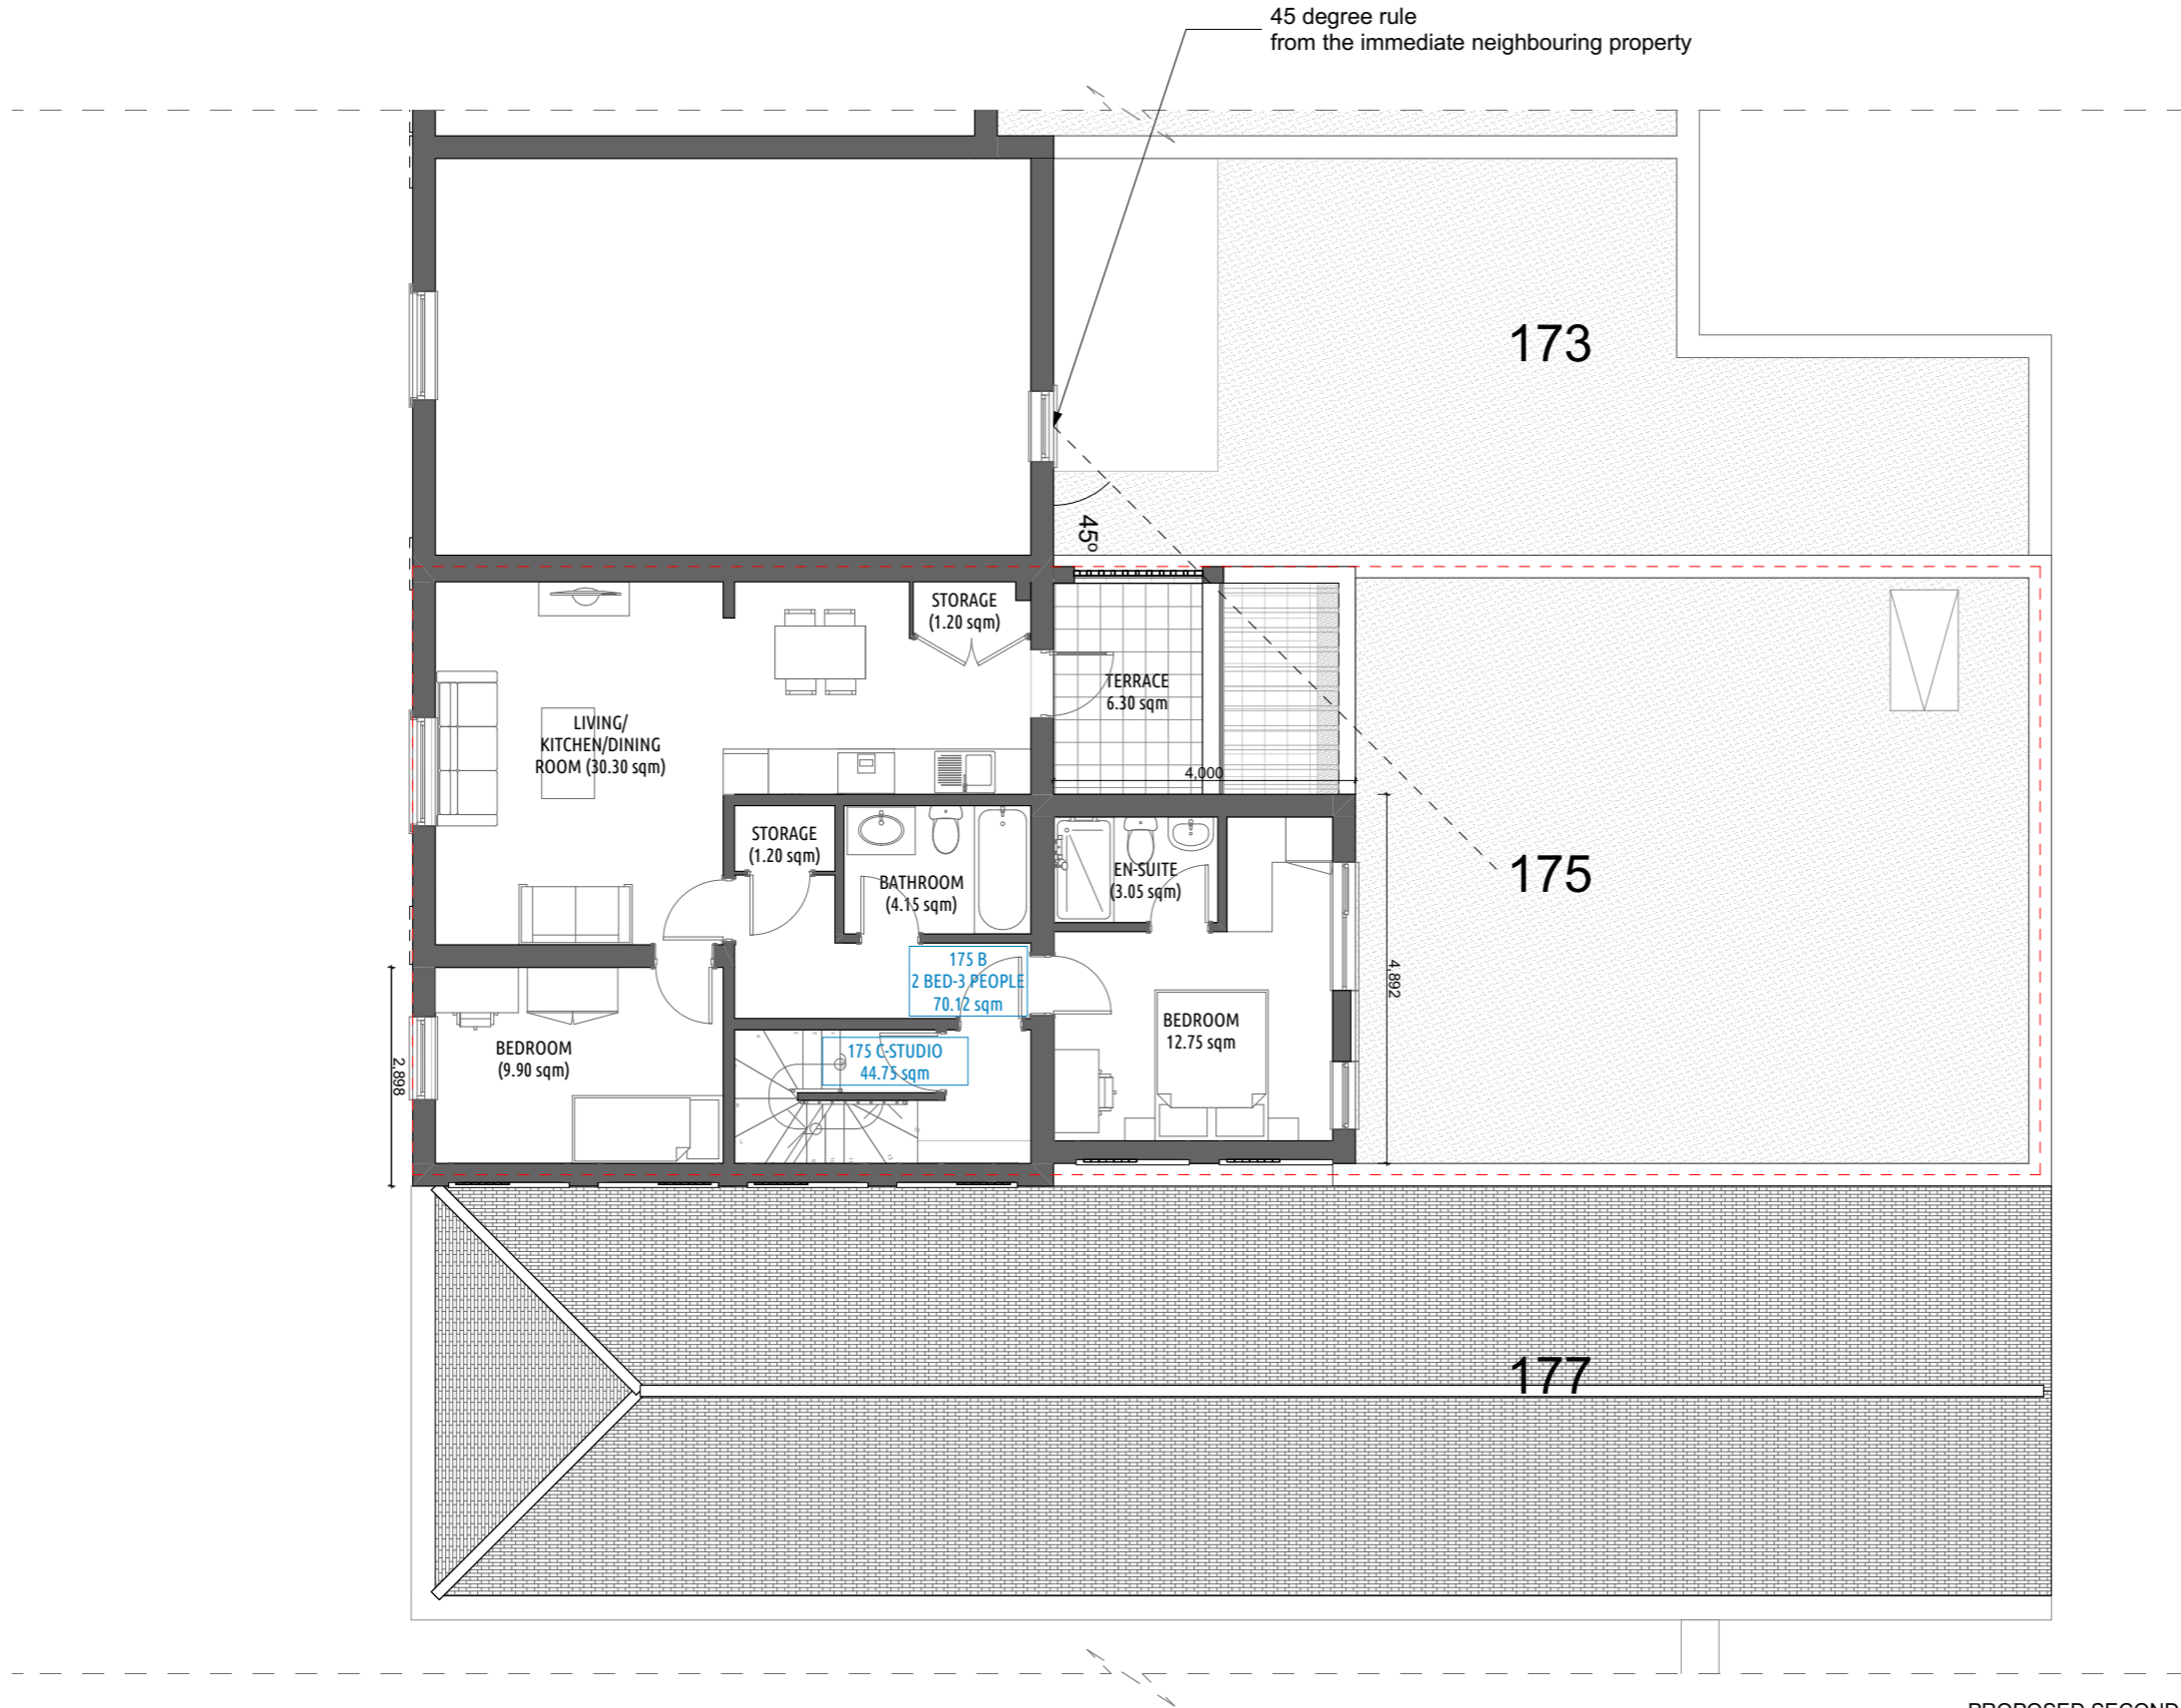 45 degree rule
from the immediate neighbouring property
173
45º
STORAGE
(1.20 sqm)
TERRACE
6.30 sqm
LIVING/
KITCHEN/DINING
ROOM (30.30 sqm)
4,000
STORAGE
(1.20 sqm)
BATHROOM
(4.15 sqm)
EN-SUITE
(3.05 sqm)
175
175 B
2 BED-3 PEOPLE
70.12 sqm
4,892
BEDROOM
12.75 sqm
175 C-STUDIO
44.75 sqm
BEDROOM
(9.90 sqm)
2,898
177
PROPOSED SECOND